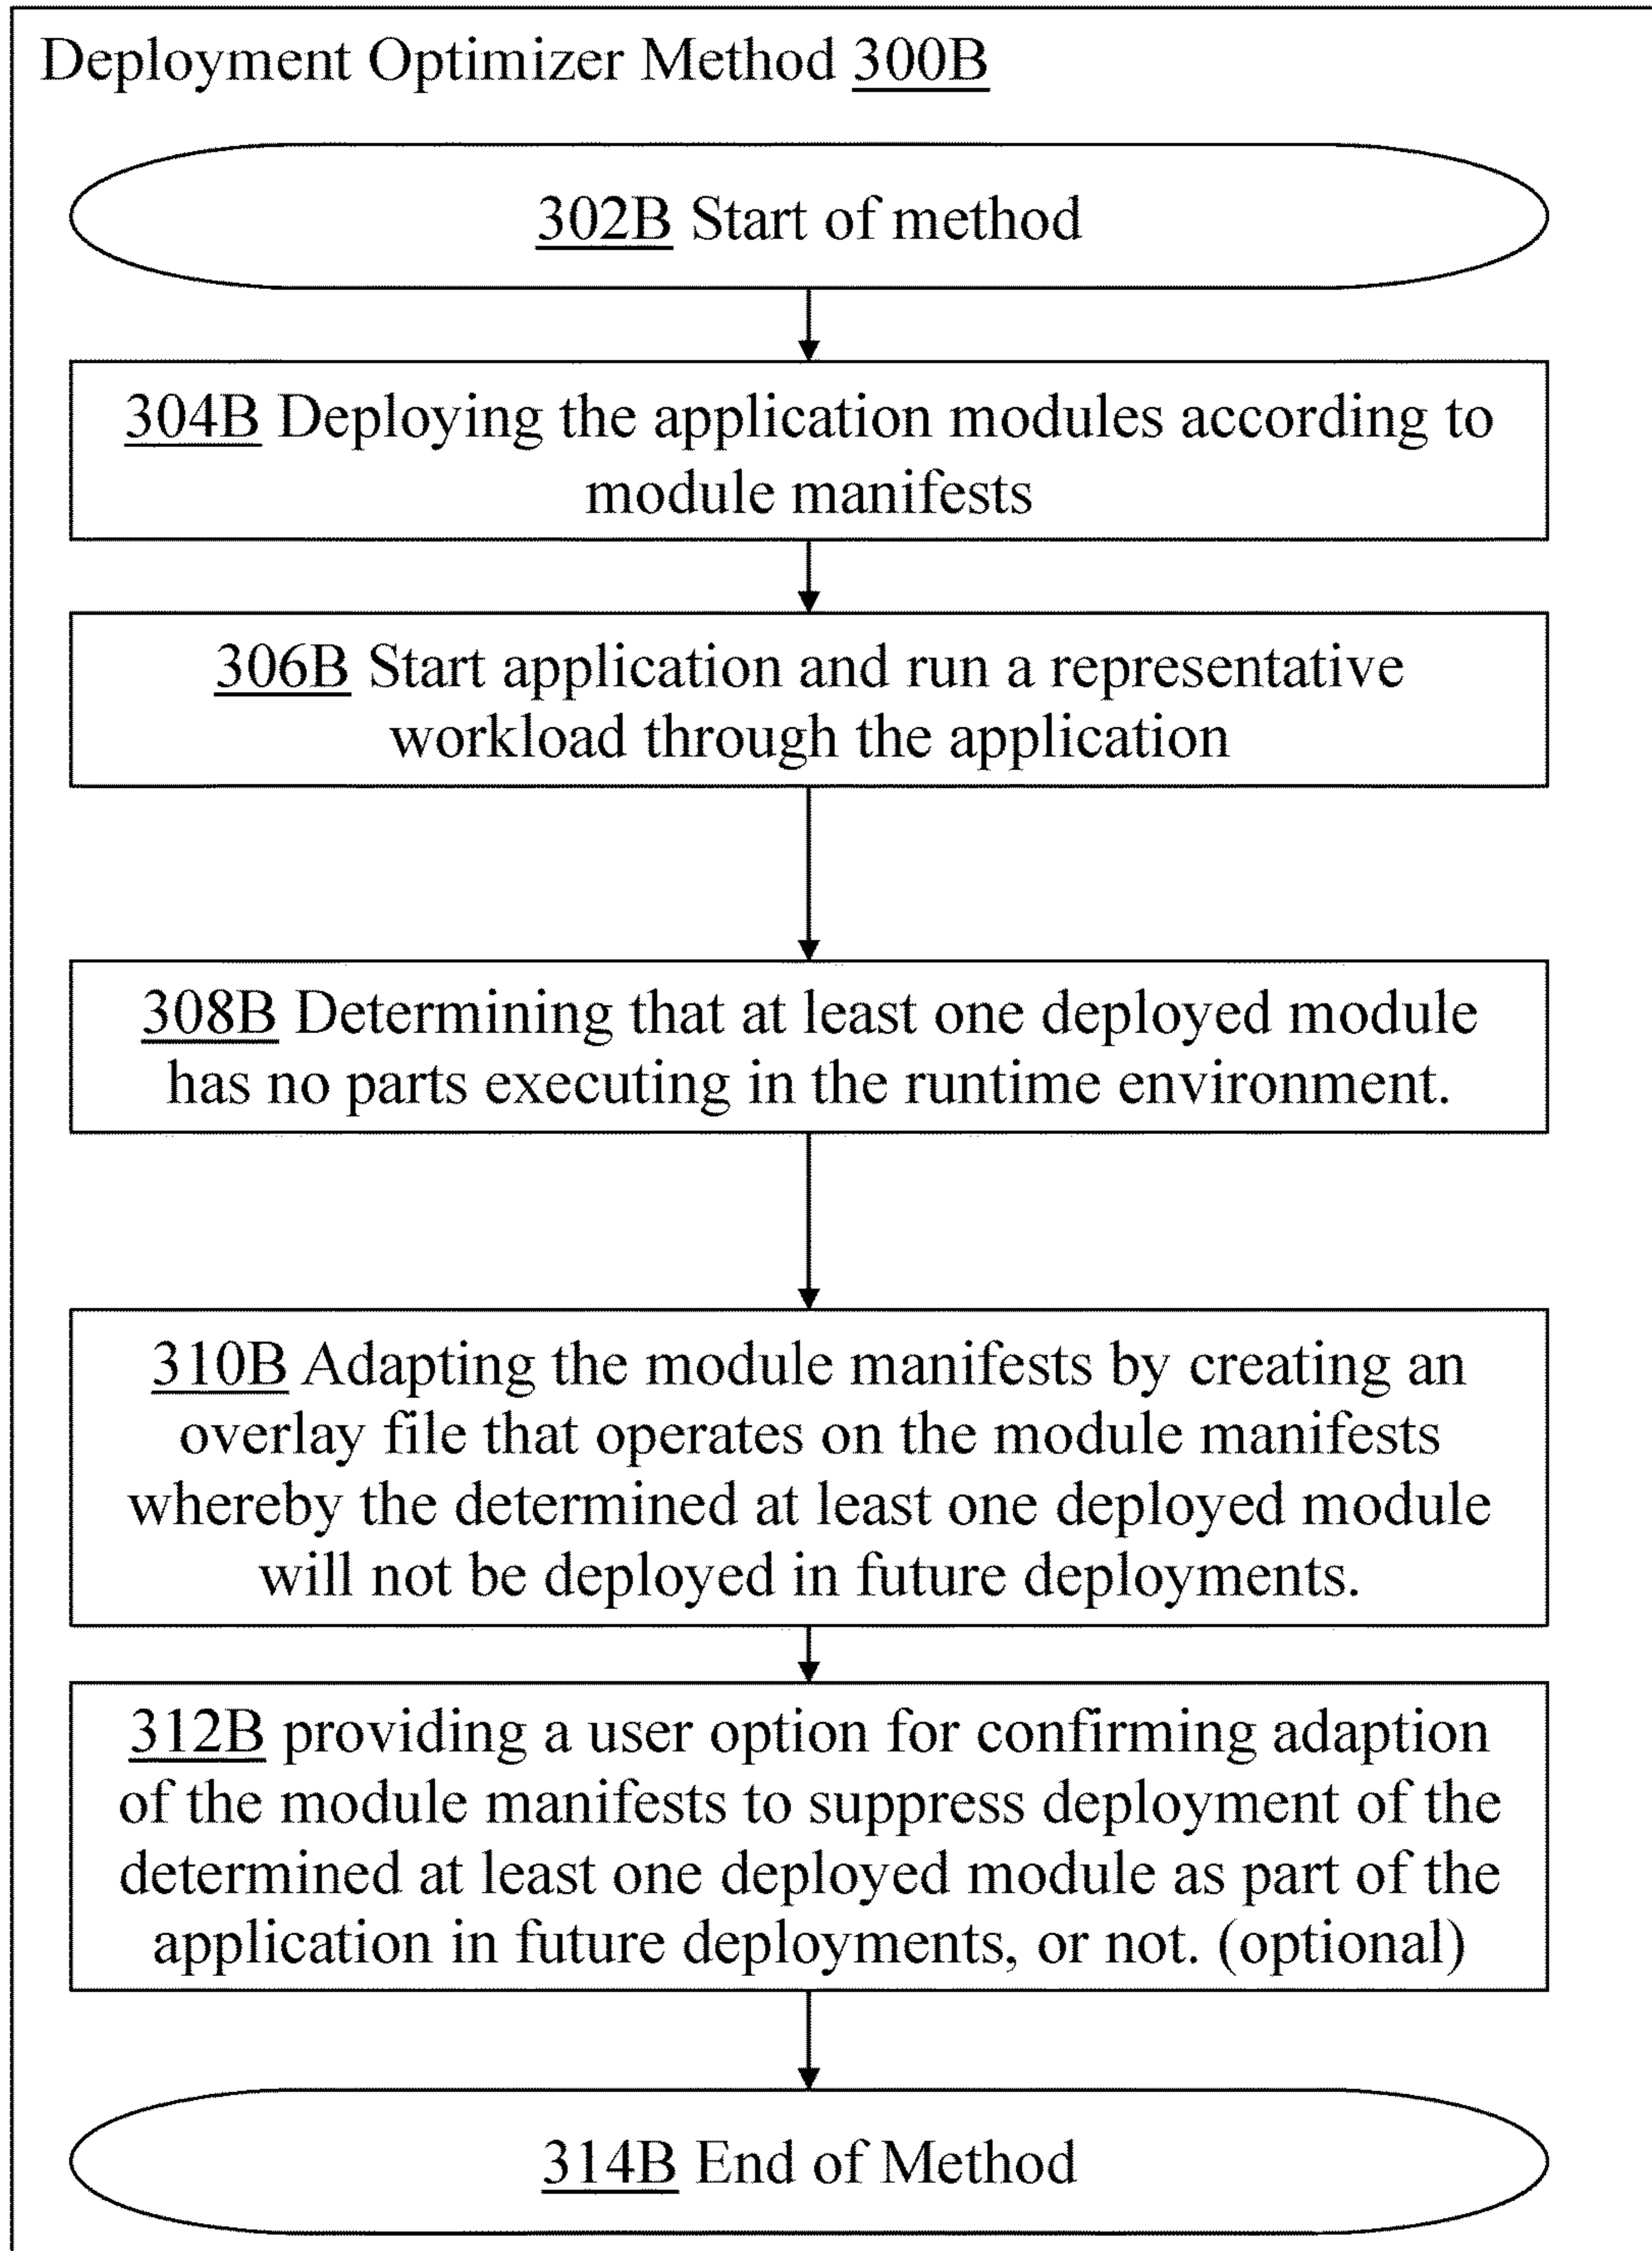 Deployment Optimizer Method 300B
302B Start of method
304B Deploying the application modules according to
module manifests
306B Start application and run a representative
workload through the application
308B Determining that at least one deployed module
has no parts executing in the runtime environment.
310B Adapting the module manifests by creating an
overlay file that operates on the module manifests
whereby the determined at least one deployed module
will not be deployed in future deployments.
312B providing a user option for confirming adaption
of the module manifests to suppress deployment of the
determined at least one deployed module as part of the
application in future deployments, or not. (optional)
314B End of Method